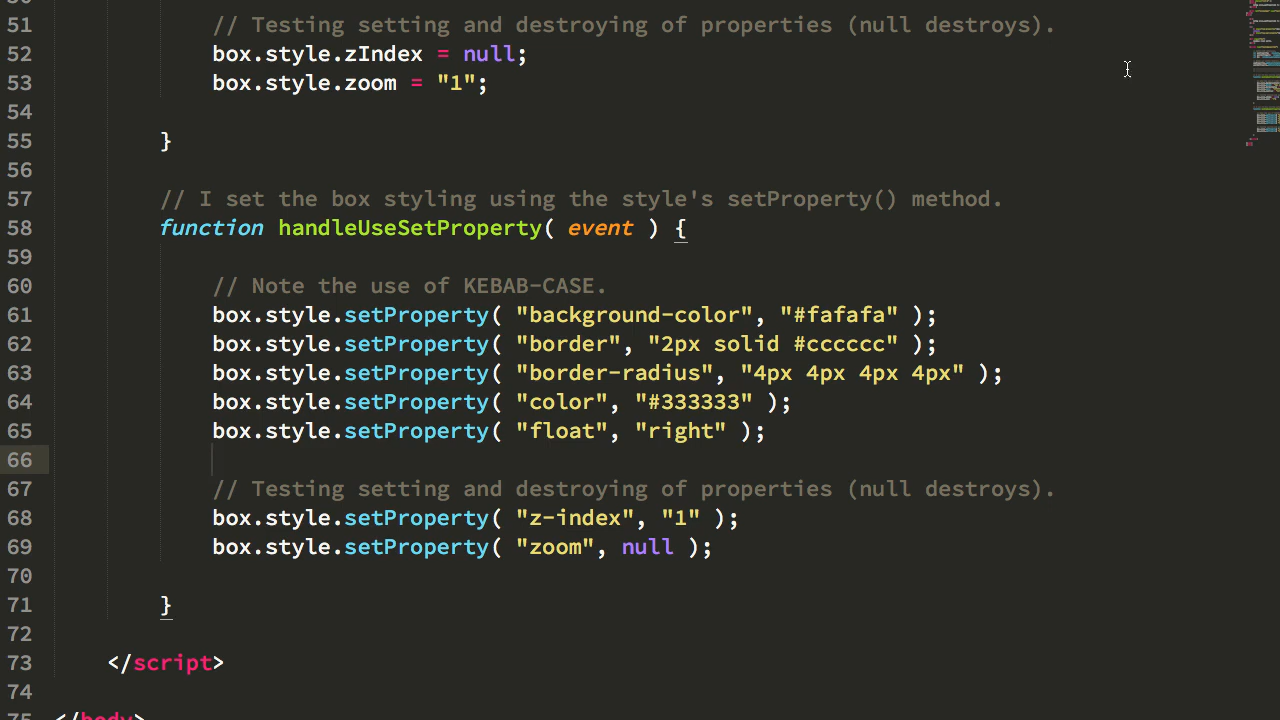 51 // Testing setting and destroying of properties (null destroys).
52 box.style.zIndex = null;
53 box.style.zoom = "1";
54
55 }
56
57 // I set the box styling using the style's setProperty() method.
58 function handleUseSetProperty( event ) {
59
60 // Note the use of KEBAB-CASE.
61 box.style.setProperty( "background-color", "#fafafa" );
62 box.style.setProperty( "border", "2px solid #cccccc" );
63 box.style.setProperty( "border-radius", "4px 4px 4px 4px" );
64 box.style.setProperty( "color", "#333333" );
65 box.style.setProperty( "float", "right" );
66
67 // Testing setting and destroying of properties (null destroys).
68 box.style.setProperty( "z-index", "1" );
69 box.style.setProperty( "zoom", null );
70
71 }
72
73 </script>
74
75 </body>